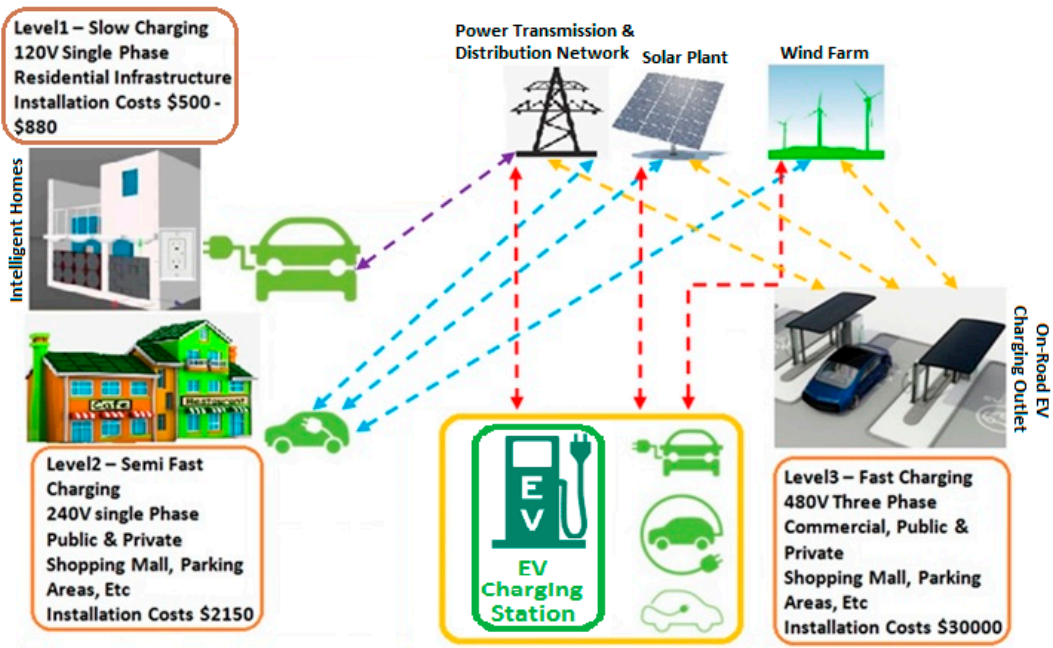 Level1 – Slow Charging
120V Single Phase
Residential Infrastructure
Installation Costs $500 -
$880
Power Transmission &
Distribution Network
Solar Plant
Wind Farm
Intelligent Homes
Cafe
Restaurant
On-Road EV
Charging Outlet
Level2 – Semi Fast
Charging
240V single Phase
Public & Private
Shopping Mall, Parking
Areas, Etc
Installation Costs $2150
E
V
EV
Charging
Station
Level3 – Fast Charging
480V Three Phase
Commercial, Public &
Private
Shopping Mall, Parking
Areas, Etc
Installation Costs $30000